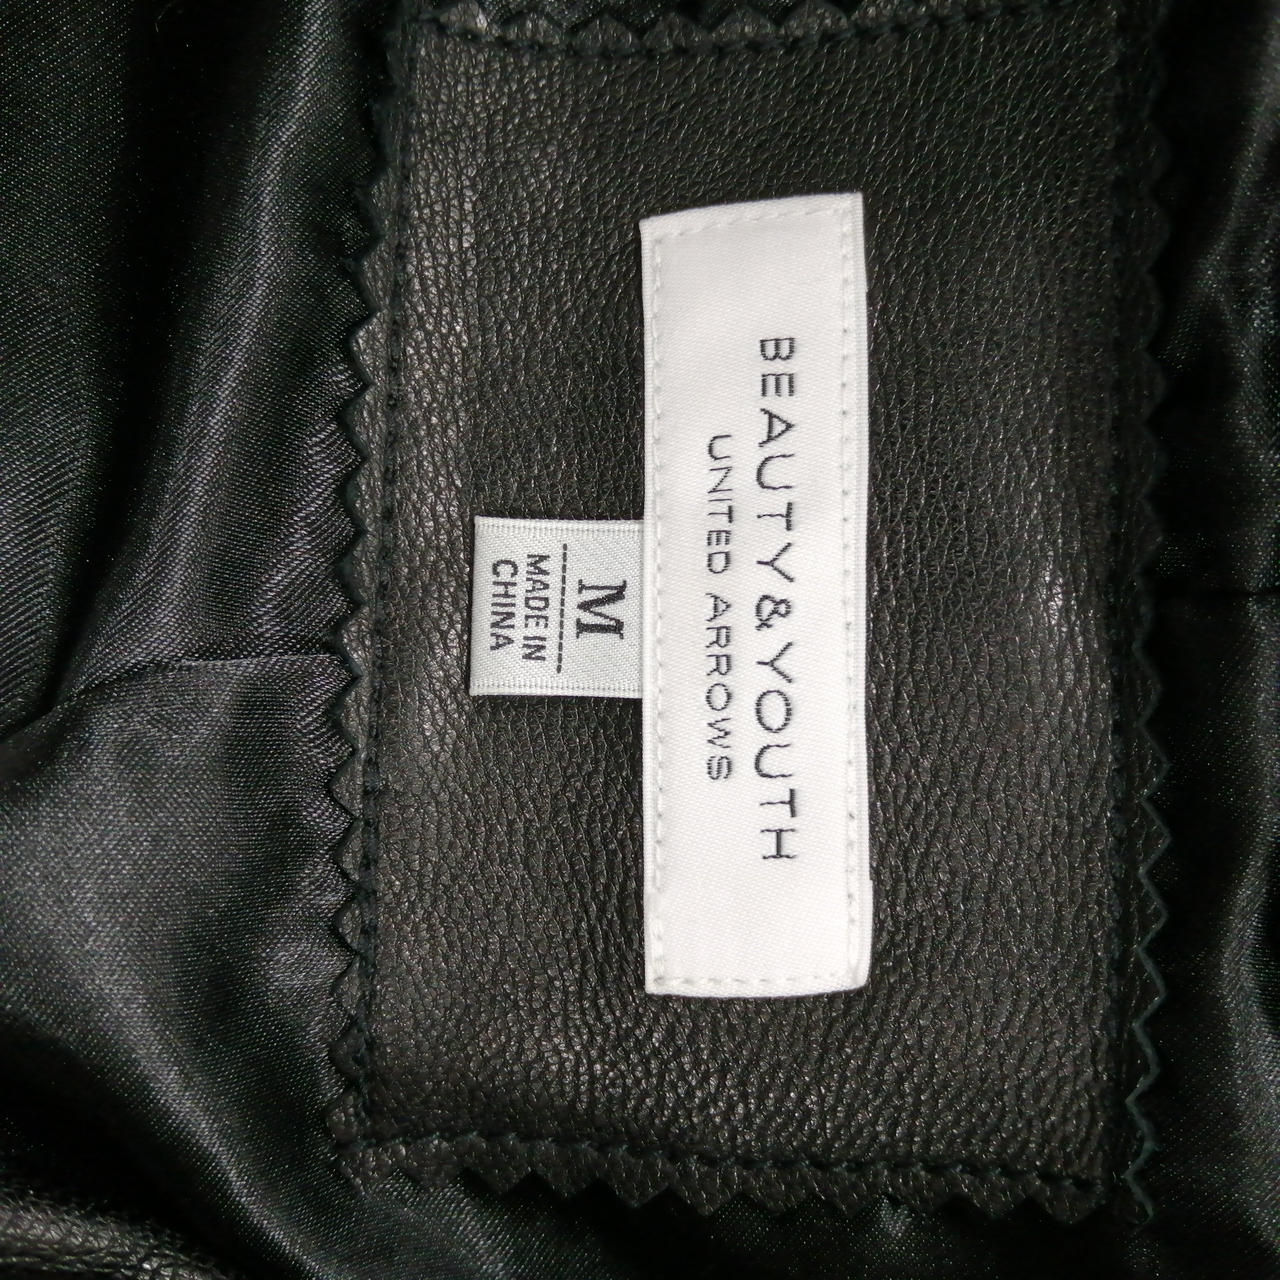 BEAUTY & YOUTH
UNITED ARROWS
M
MADE IN
CHINA